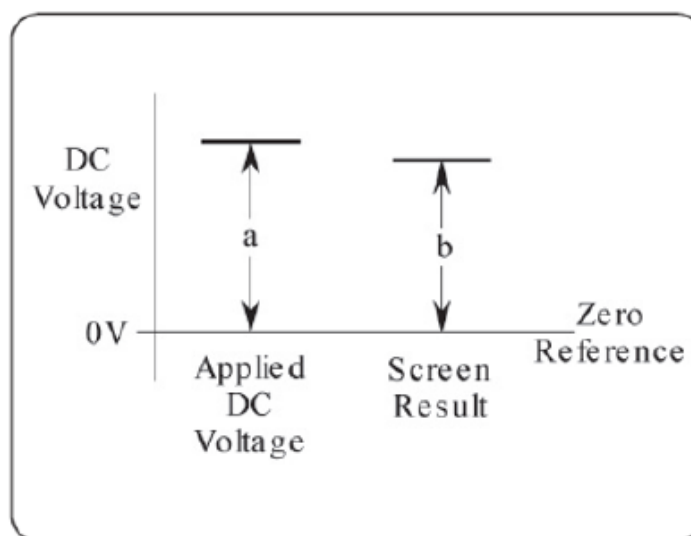 DC
Voltage
a
b
0V
Zero
Reference
Applied
DC
Voltage
Screen
Result